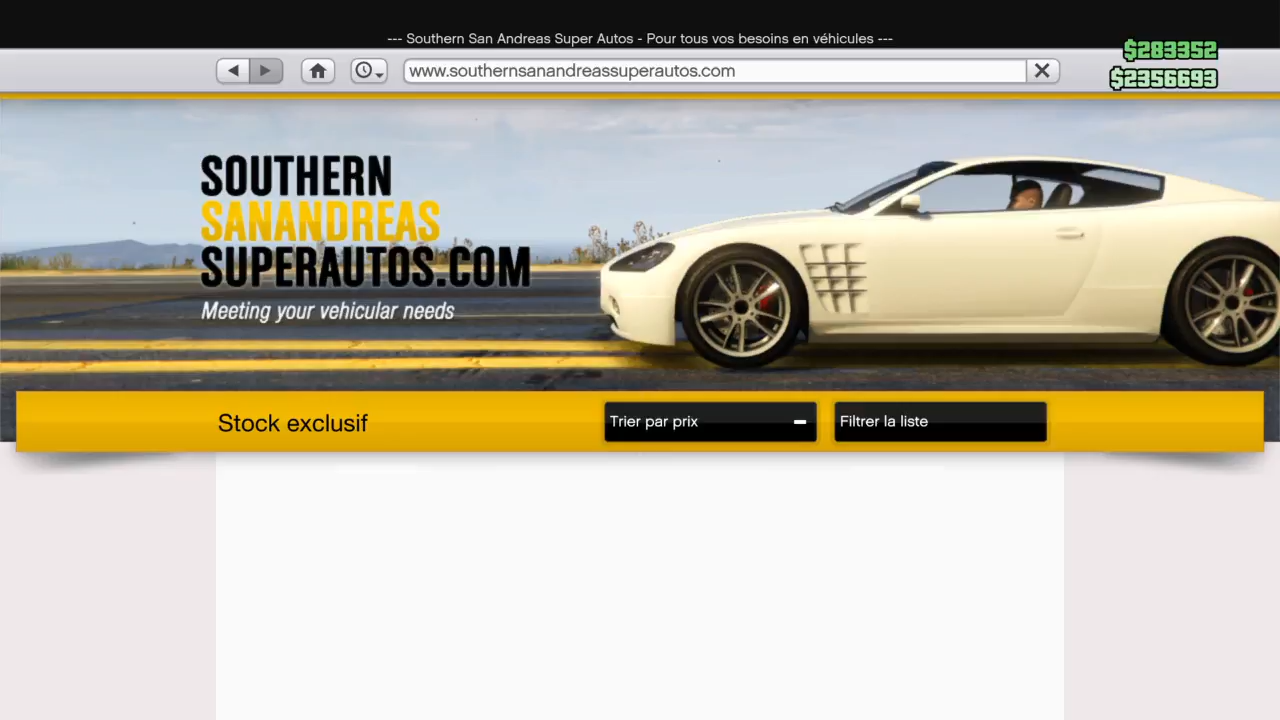 --- Southern San Andreas Super Autos - Pour tous vos besoins en véhicules ---
$283352
www.southernsanandreassuperautos.com
$2356693
SOUTHERN
SANANDREAS
SUPERAUTOS.COM
Meeting your vehicular needs
Stock exclusif
Trier par prix
Filtrer la liste